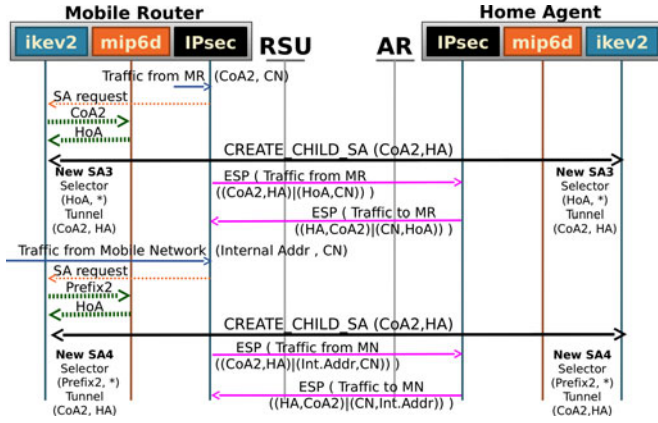 Mobile Router
Home Agent
ikev2 mip6d IPsec RSU AR IPsec mip6d ikev2
Traffic from MR (CoA2, CN)
SA request
CoA2
HoA
CREATE_CHILD_SA (CoA2,HA)
New SA3
Selector
(HoA, *)
Tunnel
(CoA2, HA)
ESP ( Traffic from MR
((CoA2,HA)|(HoA,CN)) )
ESP ( Traffic to MR
((HA,CoA2)|(CN,HoA)) )
New SA3
Selector
(HoA, *)
Tunnel
(CoA2, HA)
Traffic from Mobile Network (Internal Addr , CN)
SA request
Prefix2
HoA
CREATE_CHILD_SA (CoA2,HA)
New SA4
Selector
(Prefix2, *)
Tunnel
(CoA2, HA)
ESP ( Traffic from MN
((CoA2,HA)|(Int.Addr,CN)) )
ESP ( Traffic to MN
((HA,CoA2)|(CN,Int.Addr)) )
New SA4
Selector
(Prefix2, *)
Tunnel
(CoA2,HA)